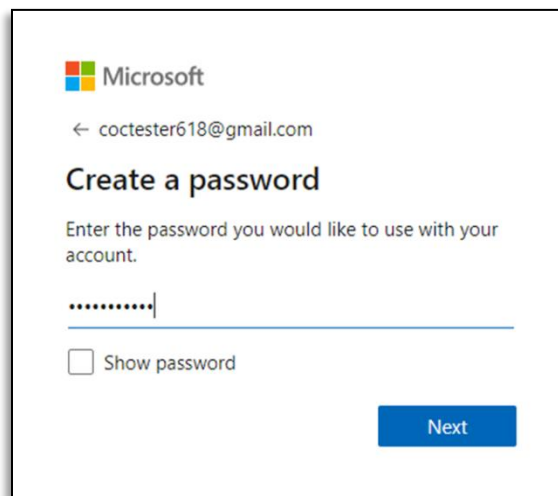 Microsoft
← coctester618@gmail.com
Create a password
Enter the password you would like to use with your
account.
•••••••••••
Show password
Next